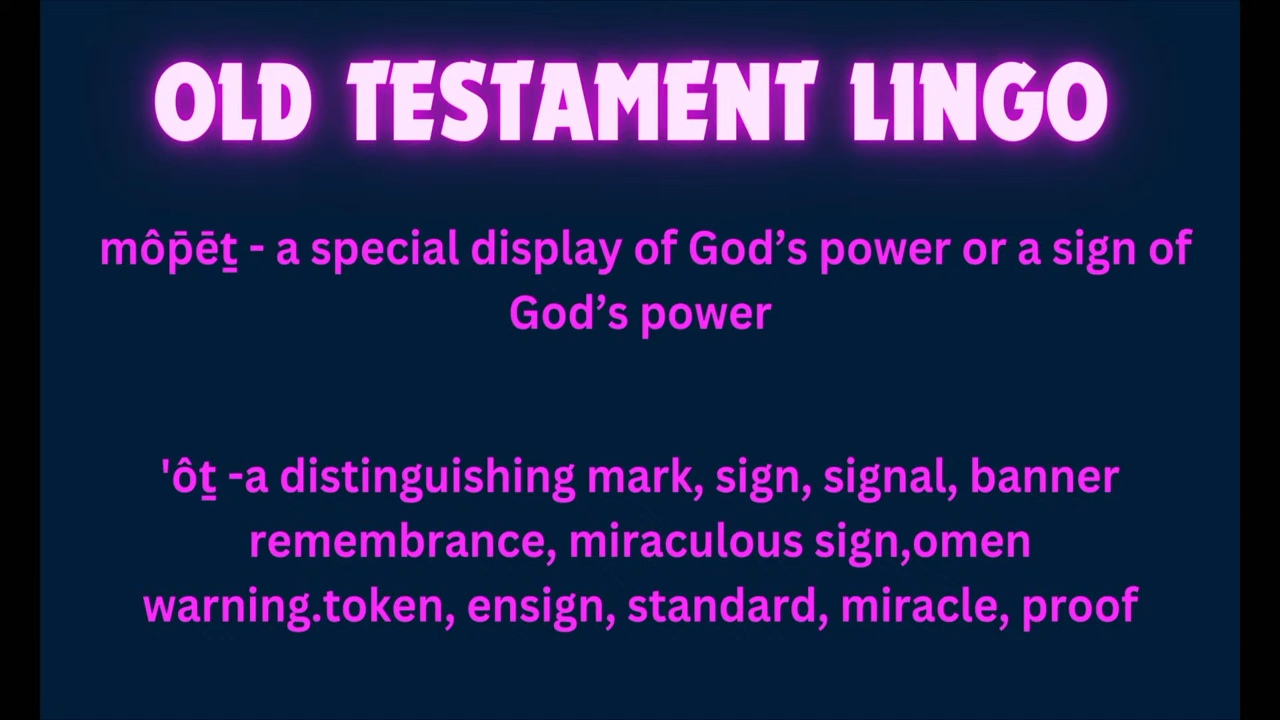 OLD TESTAMENT LINGO
môp̄ēṯ - a special display of God’s power or a sign of
God’s power
'ôṯ -a distinguishing mark, sign, signal, banner
remembrance, miraculous sign,omen
warning.token, ensign, standard, miracle, proof